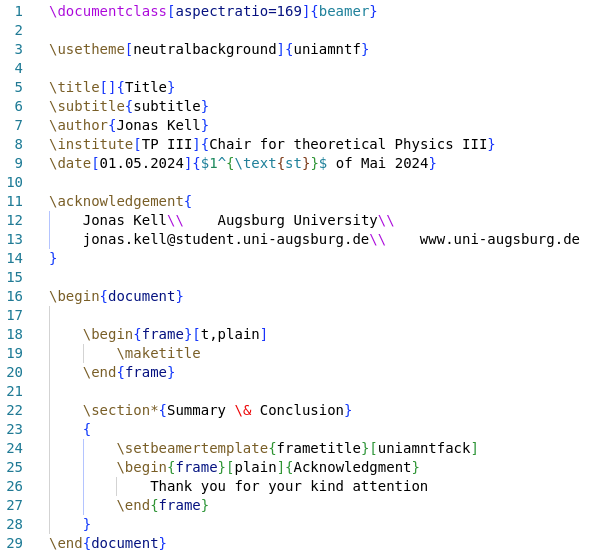 1 \documentclass[aspectratio=169]{beamer}
2
3 \usetheme[neutralbackground]{uniamntf}
4
5 \title[]{Title}
6 \subtitle{subtitle}
7 \author{Jonas Kell}
8 \institute[TP III]{Chair for theoretical Physics III}
9 \date[01.05.2024]{$1^{\text{st}}$ of Mai 2024}
10
11 \acknowledgement{
12     Jonas Kell\\    Augsburg University\\
13     jonas.kell@student.uni-augsburg.de\\    www.uni-augsburg.de
14 }
15
16 \begin{document}
17
18     \begin{frame}[t,plain]
19         \maketitle
20     \end{frame}
21
22     \section*{Summary \& Conclusion}
23     {
24         \setbeamertemplate{frametitle}[uniamntfack]
25         \begin{frame}[plain]{Acknowledgment}
26             Thank you for your kind attention
27         \end{frame}
28     }
29 \end{document}